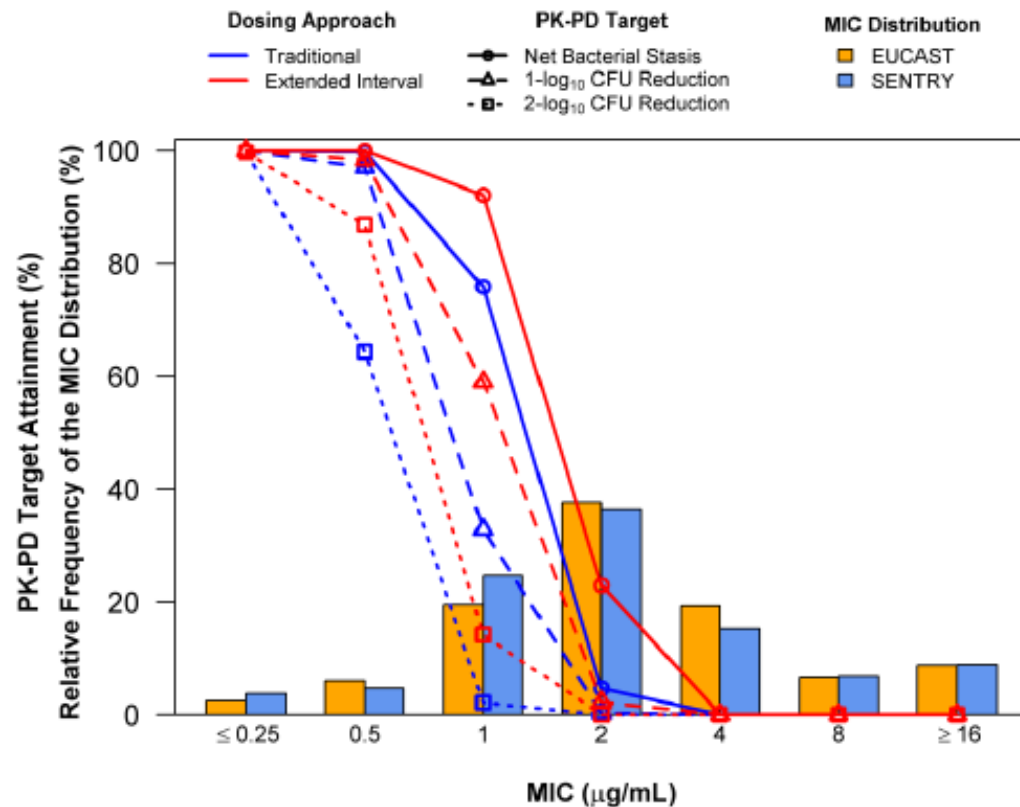 Dosing Approach
Traditional
Extended Interval
PK-PD Target
Net Bacterial Stasis
1-log₁₀ CFU Reduction
2-log₁₀ CFU Reduction
MIC Distribution
EUCAST
SENTRY
PK-PD Target Attainment (%)
Relative Frequency of the MIC Distribution (%)
100
80
60
40
20
0
≤ 0.25 0.5 1 2 4 8 ≥ 16
MIC (μg/mL)